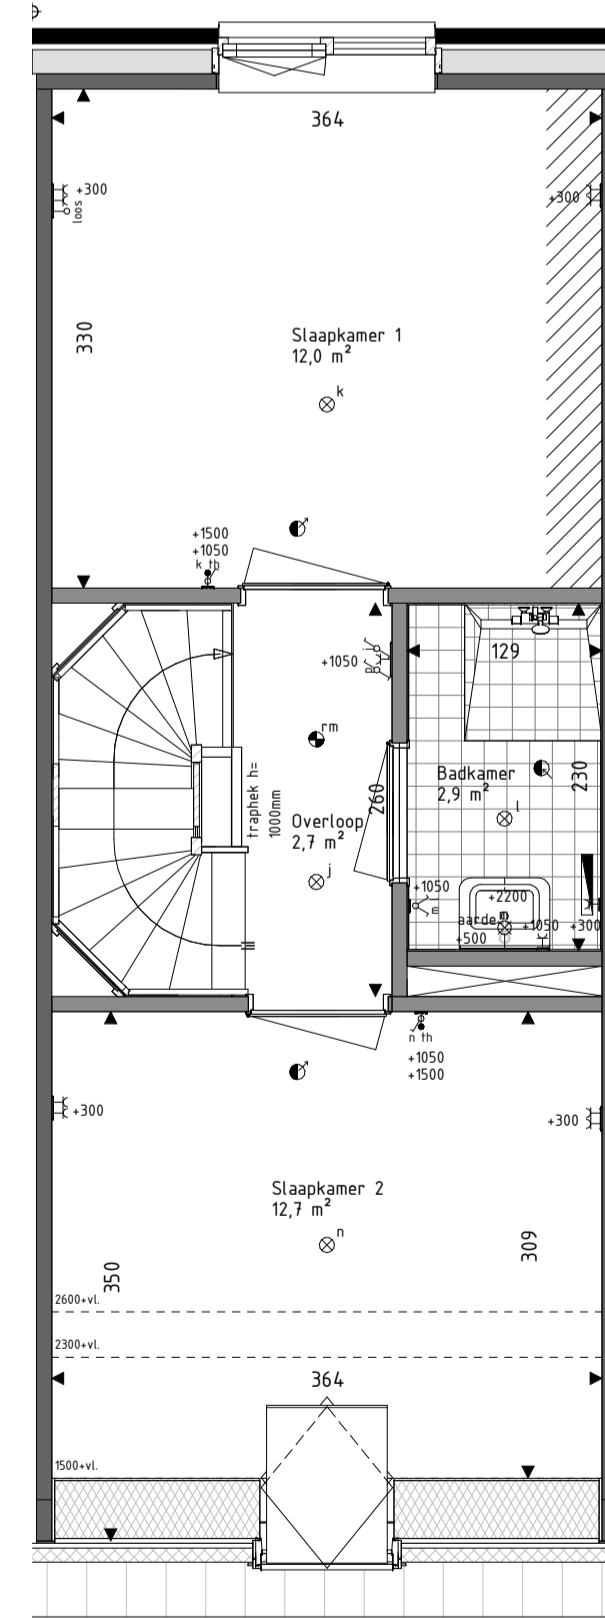 364
+300
loos
+300
330
Slaapkamer 1
12,0 m²
k
+1500
+1050
k th
129
+1050
rm
traphek h=
1000mm
260
Badkamer
2,9 m²
230
l
Overloop
2,7 m²
j
+1050
l
m
+2200
aarde
+500
+1050
+300
n th
+1050
+1500
+300
+300
Slaapkamer 2
12,7 m²
n
350
309
2600+vl.
2300+vl.
364
1500+vl.